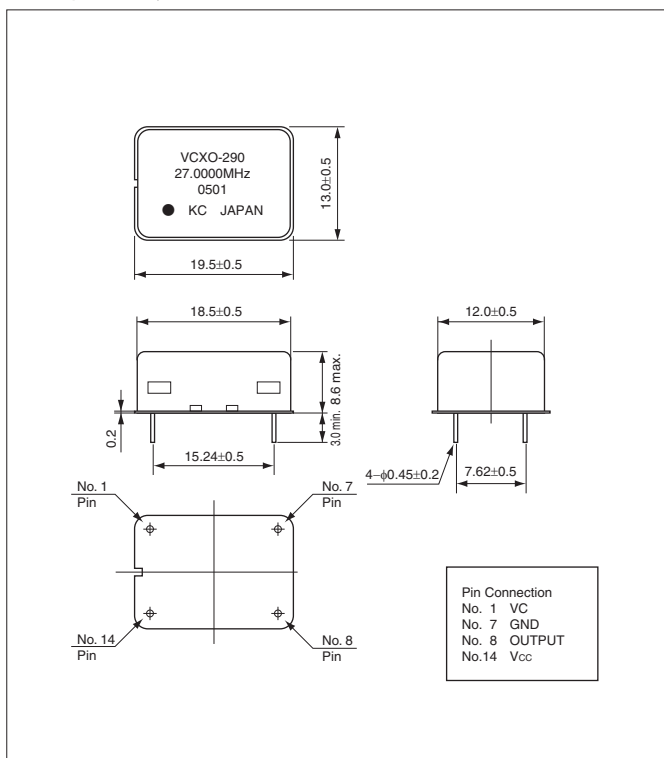 VCXO-290
27.0000MHz
0501
● KC JAPAN
13.0±0.5
19.5±0.5
18.5±0.5
12.0±0.5
8.6 max.
3.0 min.
0.2
15.24±0.5
4–ϕ0.45±0.2
7.62±0.5
No. 1
Pin
No. 7
Pin
No. 14
Pin
No. 8
Pin
Pin Connection
No. 1 VC
No. 7 GND
No. 8 OUTPUT
No.14 Vcc